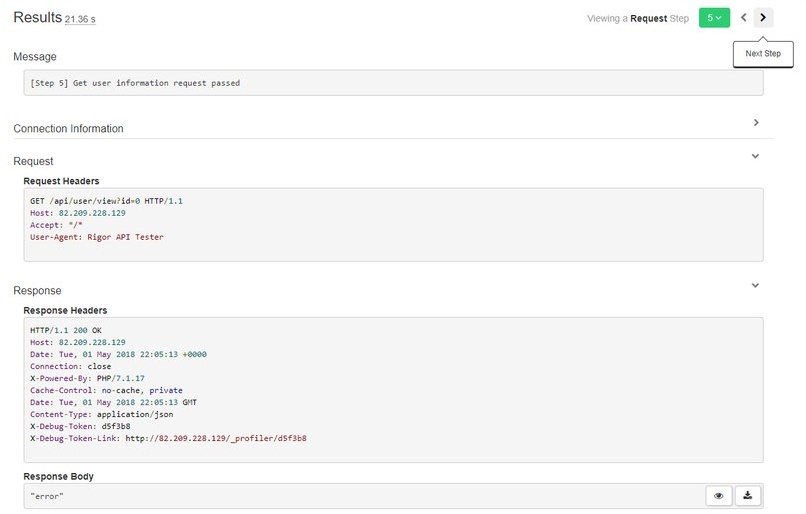 Results 21.36 s
Viewing a Request Step 5
Next Step
Message
[Step 5] Get user information request passed
Connection Information
Request
Request Headers
GET /api/user/view?id=0 HTTP/1.1
Host: 82.209.228.129
Accept: "/"
User-Agent: Rigor API Tester
Response
Response Headers
HTTP/1.1 200 OK
Host: 82.209.228.129
Date: Tue, 01 May 2018 22:05:13 +0000
Connection: close
X-Powered-By: PHP/7.1.17
Cache-Control: no-cache, private
Date: Tue, 01 May 2018 22:05:13 GMT
Content-Type: application/json
X-Debug-Token: d5f3b8
X-Debug-Token-Link: http://82.209.228.129/_profiler/d5f3b8
Response Body
"error"